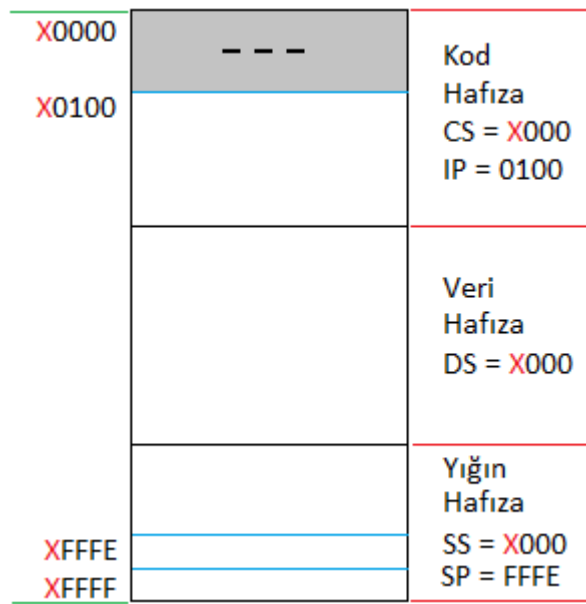 X0000
X0100
XFFFE
XFFFF
– – –
Kod
Hafıza
CS = X000
IP = 0100
Veri
Hafıza
DS = X000
Yığın
Hafıza
SS = X000
SP = FFFE